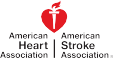 American
Heart
Association
American
Stroke
Association®